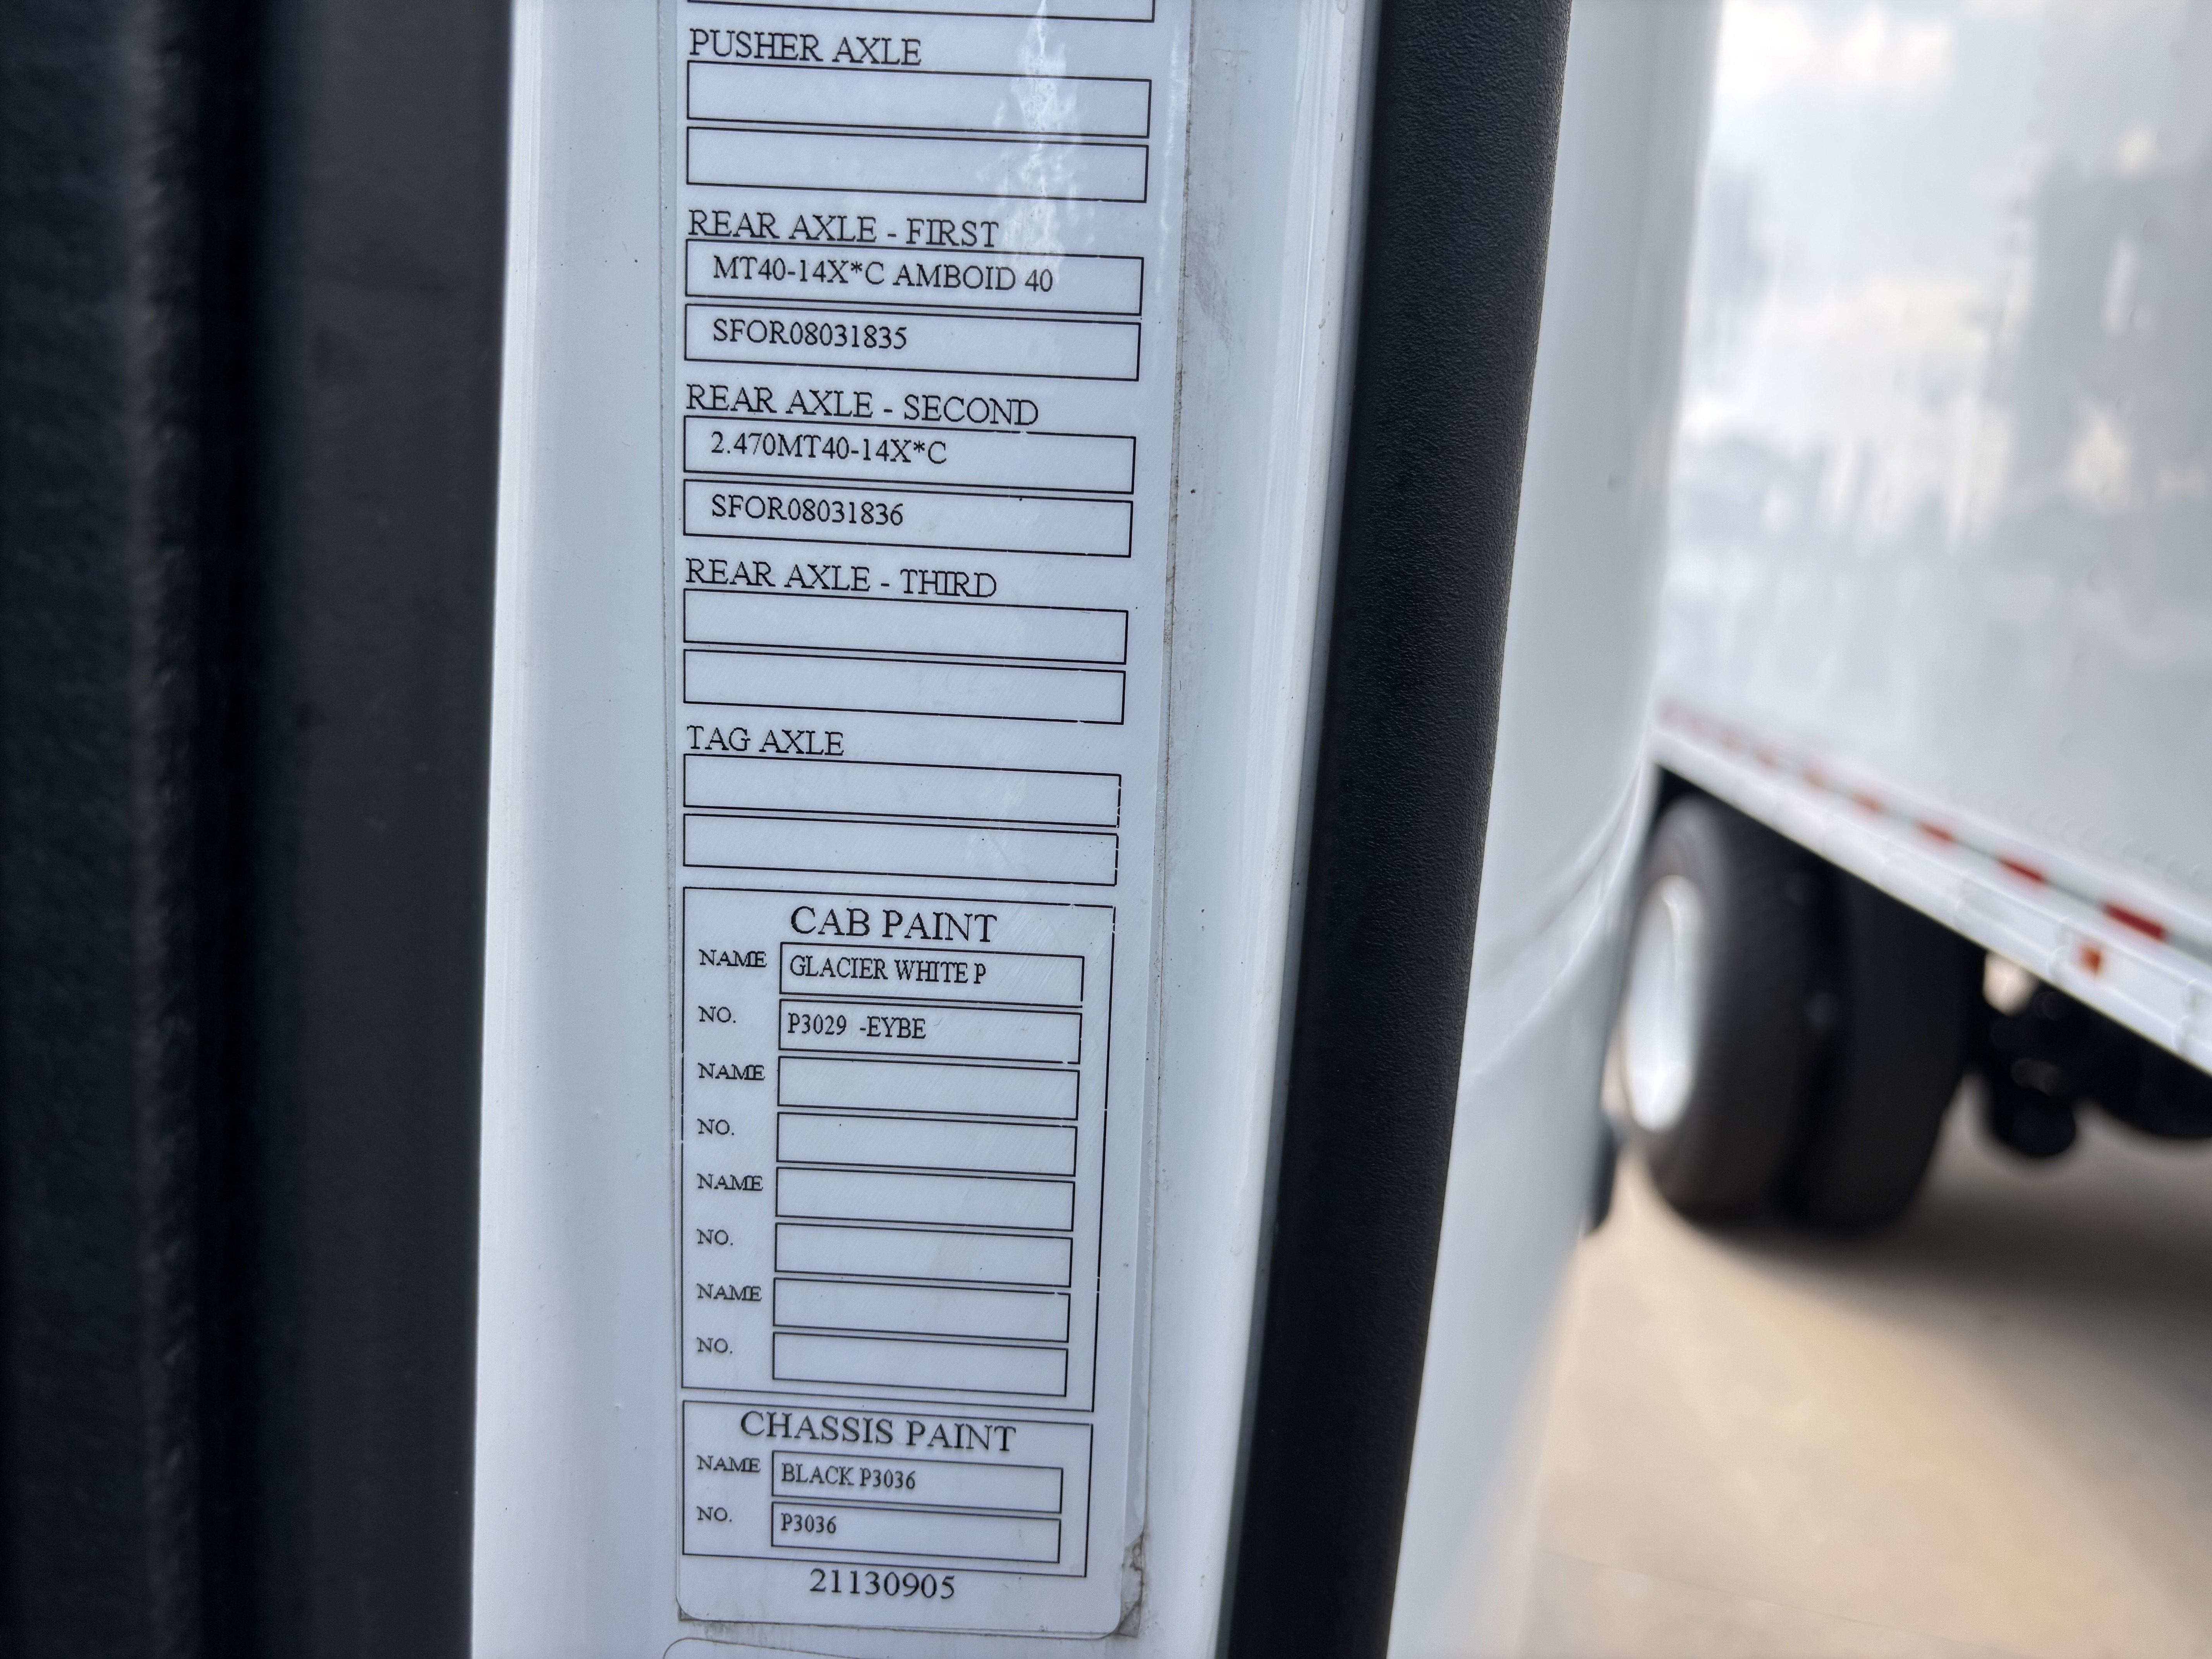 PUSHER AXLE
REAR AXLE - FIRST
MT40-14X*C AMBOID 40
SFOR08031835
REAR AXLE - SECOND
2.470MT40-14X*C
SFOR08031836
REAR AXLE - THIRD
TAG AXLE
CAB PAINT
NAME GLACIER WHITE P
NO. P3029 -EYBE
NAME
NO.
NAME
NO.
NAME
NO.
CHASSIS PAINT
NAME BLACK P3036
NO. P3036
21130905